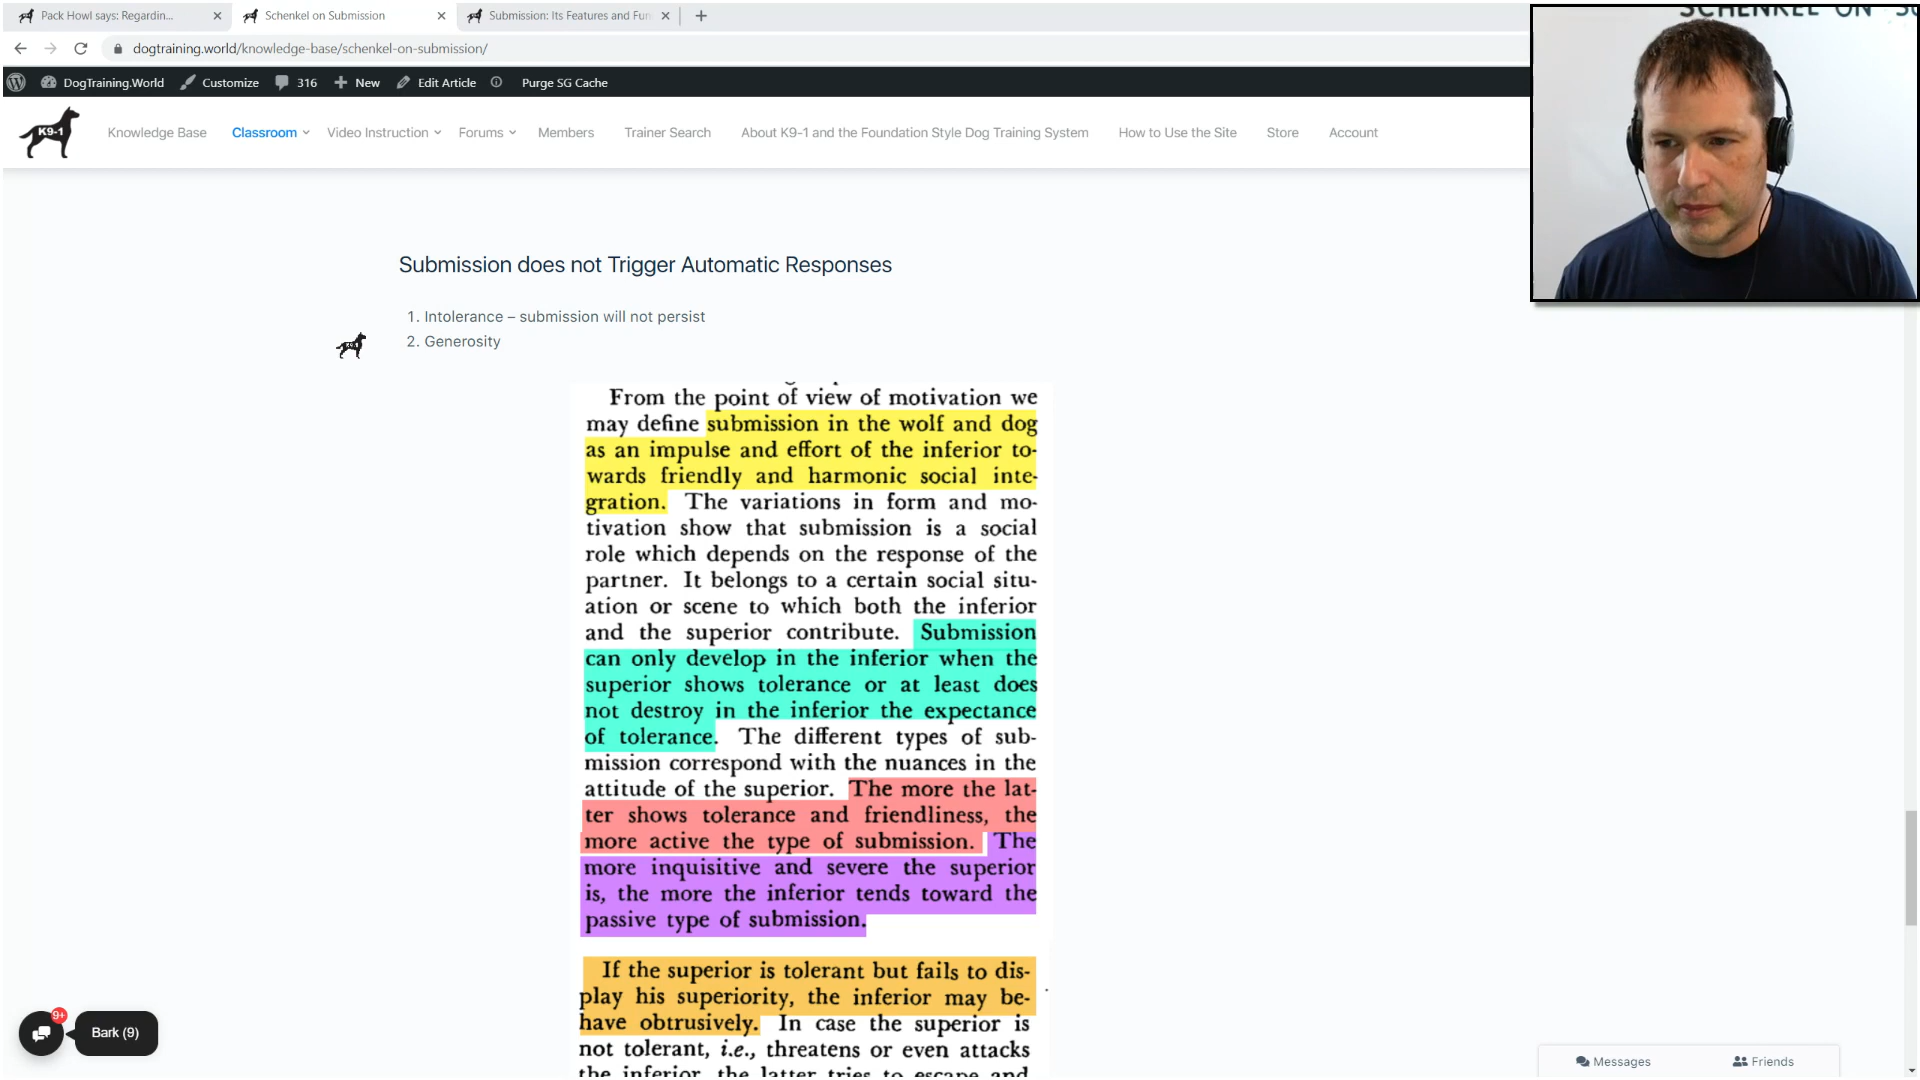 Pack Howl says: Regardin...
Schenkel on Submission
Submission: Its Features and Fun
dogtraining.world/knowledge-base/schenkel-on-submission/
DogTraining.World
Customize
316
New
Edit Article
Purge SG Cache
SCHENKEL ON
K9-1
Knowledge Base
Classroom
Video Instruction
Forums
Members
Trainer Search
About K9-1 and the Foundation Style Dog Training System
How to Use the Site
Store
Account
Submission does not Trigger Automatic Responses
1. Intolerance – submission will not persist
2. Generosity
From the point of view of motivation we
may define submission in the wolf and dog
as an impulse and effort of the inferior to-
wards friendly and harmonic social inte-
gration. The variations in form and mo-
tivation show that submission is a social
role which depends on the response of the
partner. It belongs to a certain social situ-
ation or scene to which both the inferior
and the superior contribute. Submission
can only develop in the inferior when the
superior shows tolerance or at least does
not destroy in the inferior the expectance
of tolerance. The different types of sub-
mission correspond with the nuances in the
attitude of the superior. The more the lat-
ter shows tolerance and friendliness, the
more active the type of submission. The
more inquisitive and severe the superior
is, the more the inferior tends toward the
passive type of submission.
If the superior is tolerant but fails to dis-
play his superiority, the inferior may be-
have obtrusively. In case the superior is
not tolerant, i.e., threatens or even attacks
the inferior, the latter tries to escape and
9+
Bark (9)
Messages
Friends